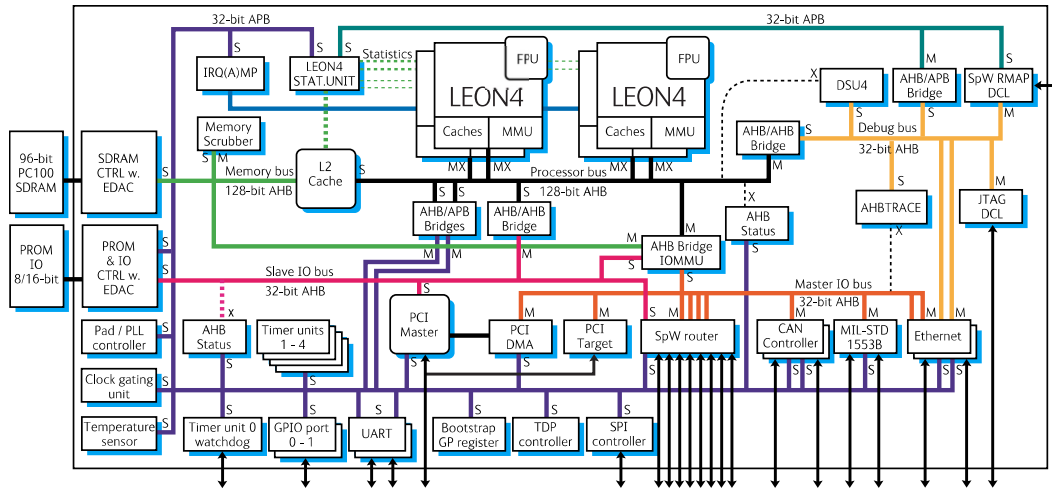 32-bit APB
32-bit APB
S
S
S
Statistics
FPU
FPU
M
S
IRQ(A)MP
LEON4
STAT.UNIT
LEON4
LEON4
X
DSU4
AHB/APB
Bridge
SpW RMAP
DCL
S
S
M
Memory
Scrubber
Caches
MMU
Caches
MMU
AHB/AHB
Bridge
S
Debug bus
32-bit AHB
96-bit
PC100
SDRAM
SDRAM
CTRL w.
EDAC
S
S
M
Memory bus
128-bit AHB
L2
Cache
S
MX
MX
Processor bus
128-bit AHB
M
S
M
S
S
S
X
AHB/APB
Bridges
AHB/AHB
Bridge
AHB
Status
AHBTRACE
JTAG
DCL
PROM
IO
8/16-bit
PROM
& IO
CTRL w.
EDAC
S
S
M
M
M
M
M
AHB Bridge
IOMMU
S
X
Slave IO bus
32-bit AHB
S
S
Master IO bus
32-bit AHB
Pad / PLL
controller
X
AHB
Status
Timer units
1 - 4
PCI
Master
M
PCI
DMA
M
PCI
Target
S
M
SpW router
M
CAN
Controller
M
MIL-STD
1553B
M
M
Ethernet
Clock gating
unit
S
S
S
S
S
S
S
S
S
S
Temperature
sensor
S
Timer unit 0
watchdog
S
GPIO port
0 - 1
S
S
UART
S
Bootstrap
GP register
S
TDP
controller
S
SPI
controller